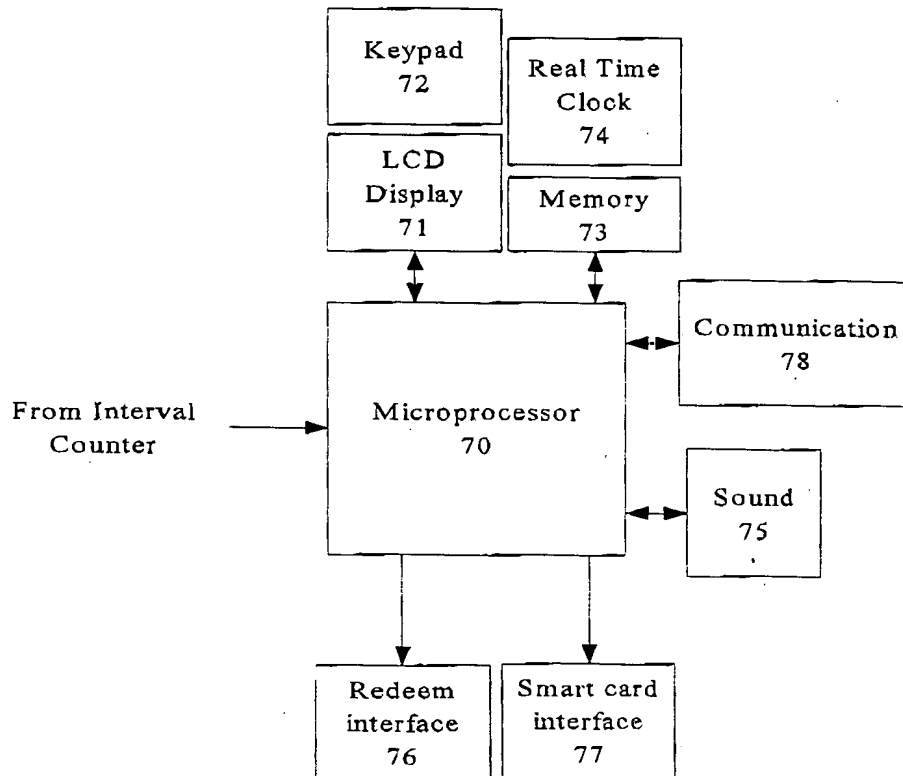 Keypad
72
Real Time
Clock
74
LCD
Display
71
Memory
73
Communication
78
From Interval
Counter
Microprocessor
70
Sound
75
Redeem
interface
76
Smart card
interface
77